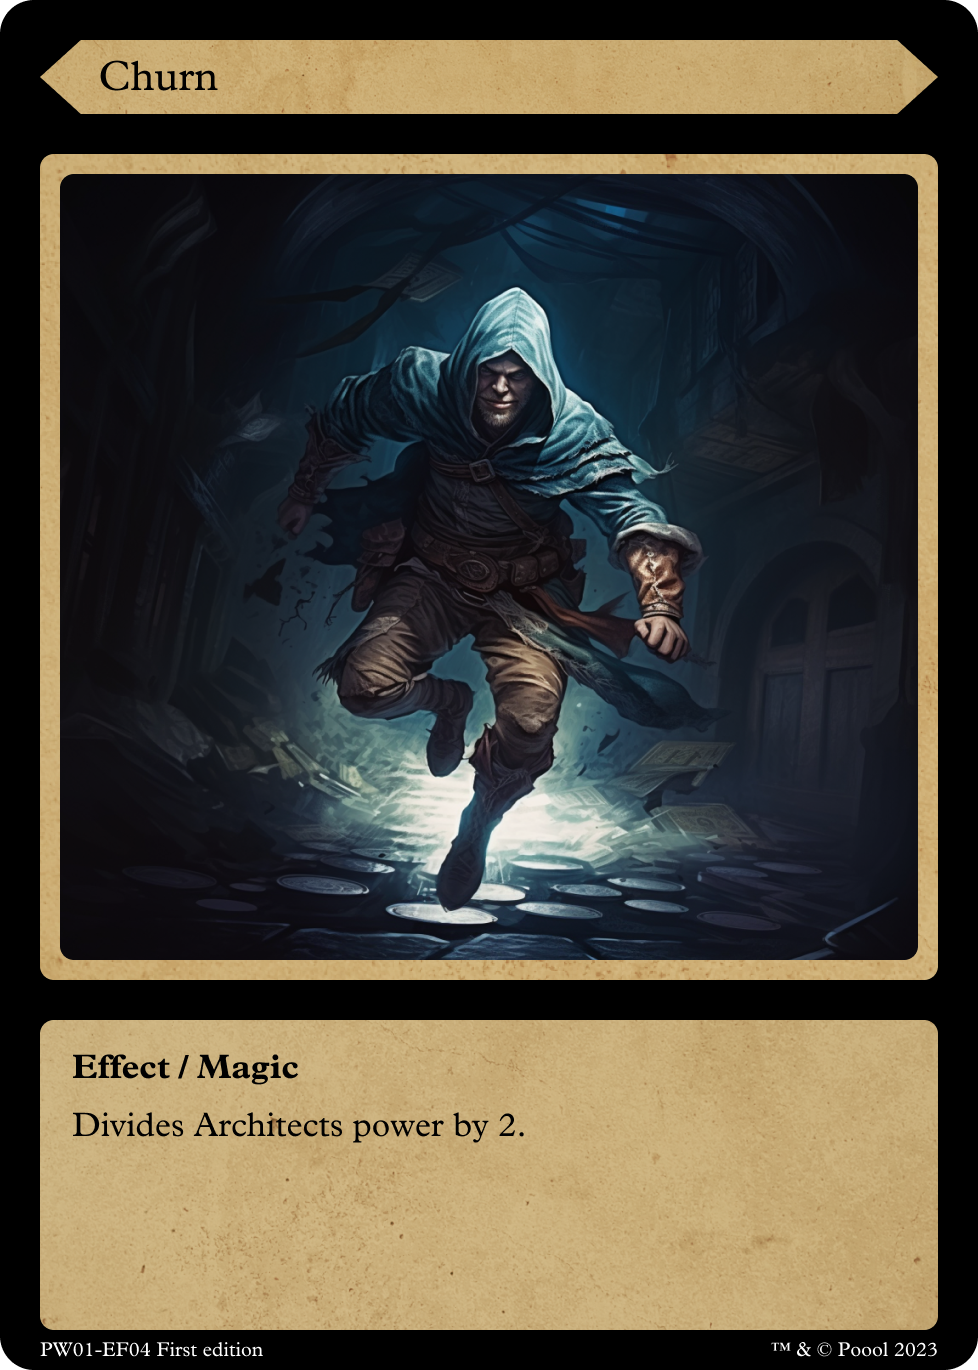 Churn
Effect / Magic
Divides Architects power by 2.
PW01-EF04 First edition
™ & © Poool 2023